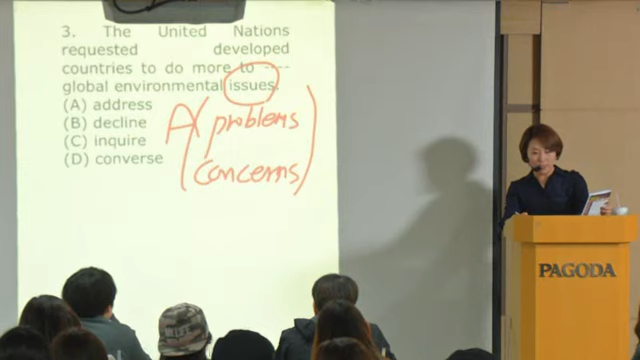 3. The United Nations
requested developed
countries to do more to ----
global environmental issues.
(A) address
(B) decline
(C) inquire
(D) converse
A
problems
concerns
PAGODA
LIFE